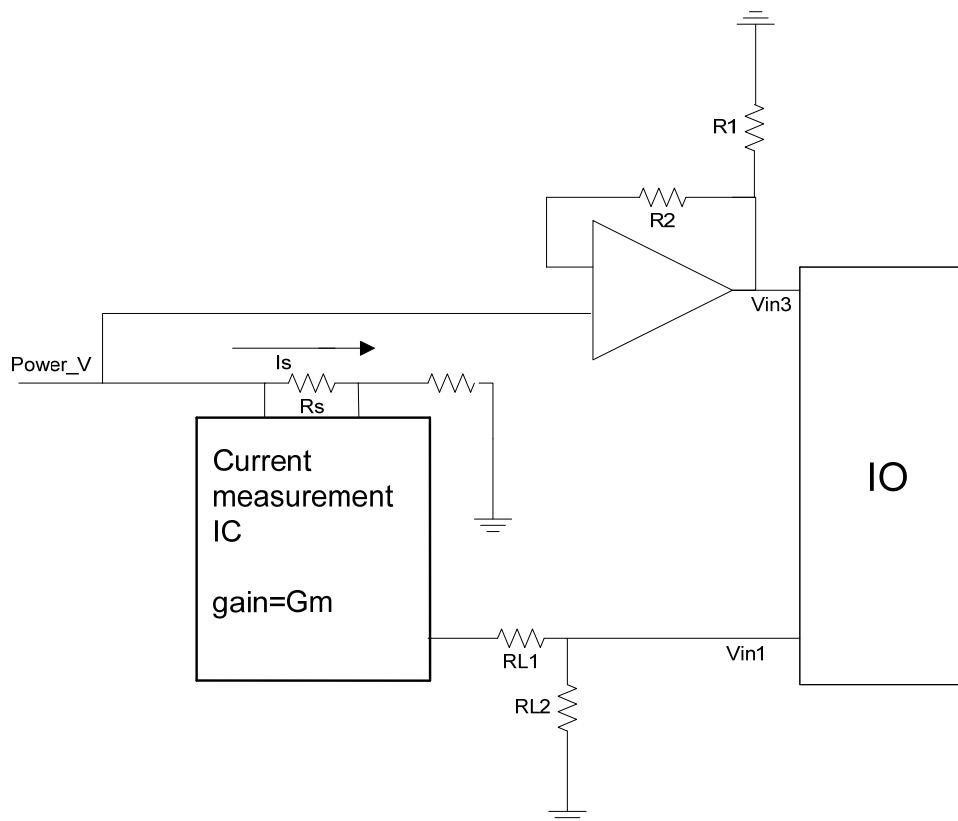 R1
R2
Vin3
Power_V
Is
Rs
Current
measurement
IC
gain=Gm
IO
RL1
Vin1
RL2